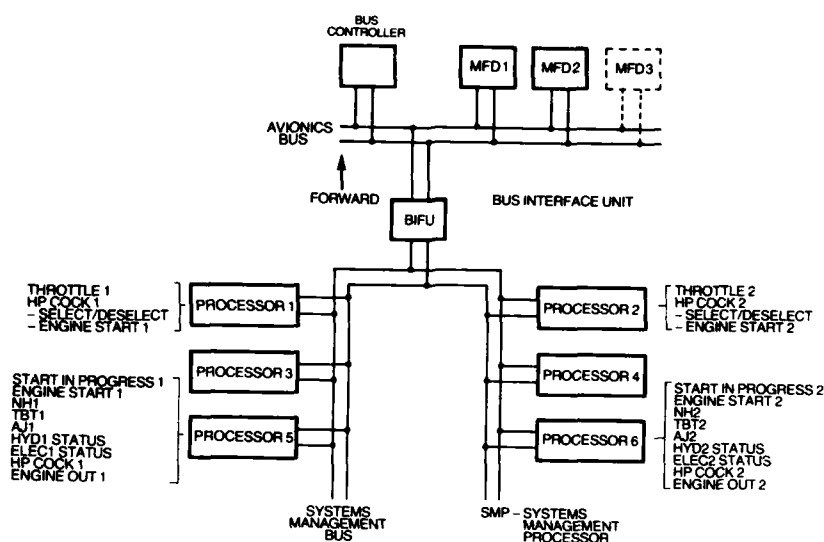 BUS
CONTROLLER
MFD1
MFD2
MFD3
AVIONICS
BUS
FORWARD
BUS INTERFACE UNIT
BIFU
THROTTLE 1
HP COCK 1
- SELECT/DESELECT
- ENGINE START 1
PROCESSOR 1
PROCESSOR 2
THROTTLE 2
HP COCK 2
- SELECT/DESELECT
- ENGINE START 2
PROCESSOR 3
PROCESSOR 4
START IN PROGRESS 1
ENGINE START 1
NH1
TBT1
AJ1
HYD1 STATUS
ELEC1 STATUS
HP COCK 1
ENGINE OUT 1
PROCESSOR 5
PROCESSOR 6
START IN PROGRESS 2
ENGINE START 2
NH2
TBT2
AJ2
HYD2 STATUS
ELEC2 STATUS
HP COCK 2
ENGINE OUT 2
SYSTEMS
MANAGEMENT
BUS
SMP - SYSTEMS
MANAGEMENT
PROCESSOR